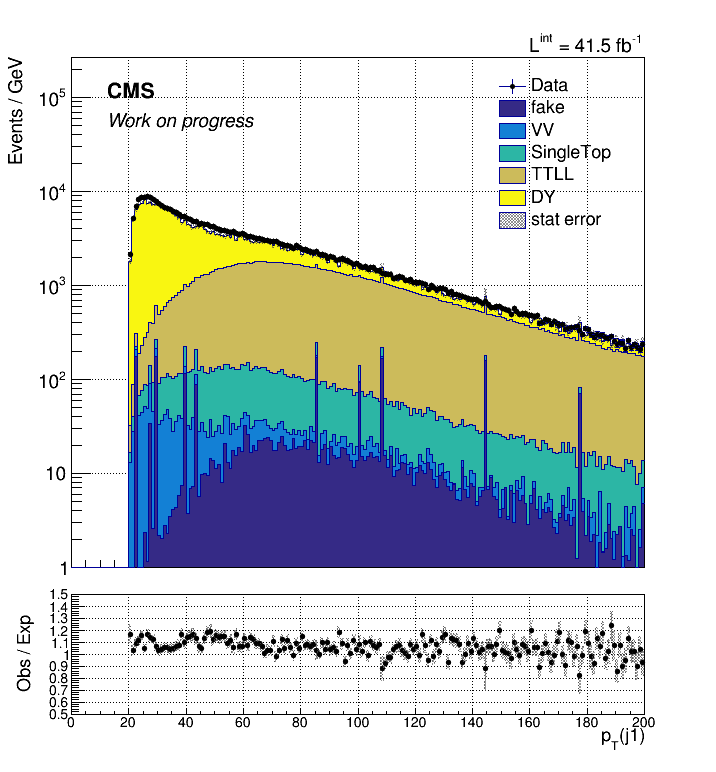 L^int = 41.5 fb^-1
Events / GeV
CMS
Work on progress
Data
fake
VV
SingleTop
TTLL
DY
stat error
10^5
10^4
10^3
10^2
10
1
Obs / Exp
1.5
1.4
1.3
1.2
1.1
1
0.9
0.8
0.7
0.6
0.5
0 20 40 60 80 100 120 140 160 180 200
p_T(j1)